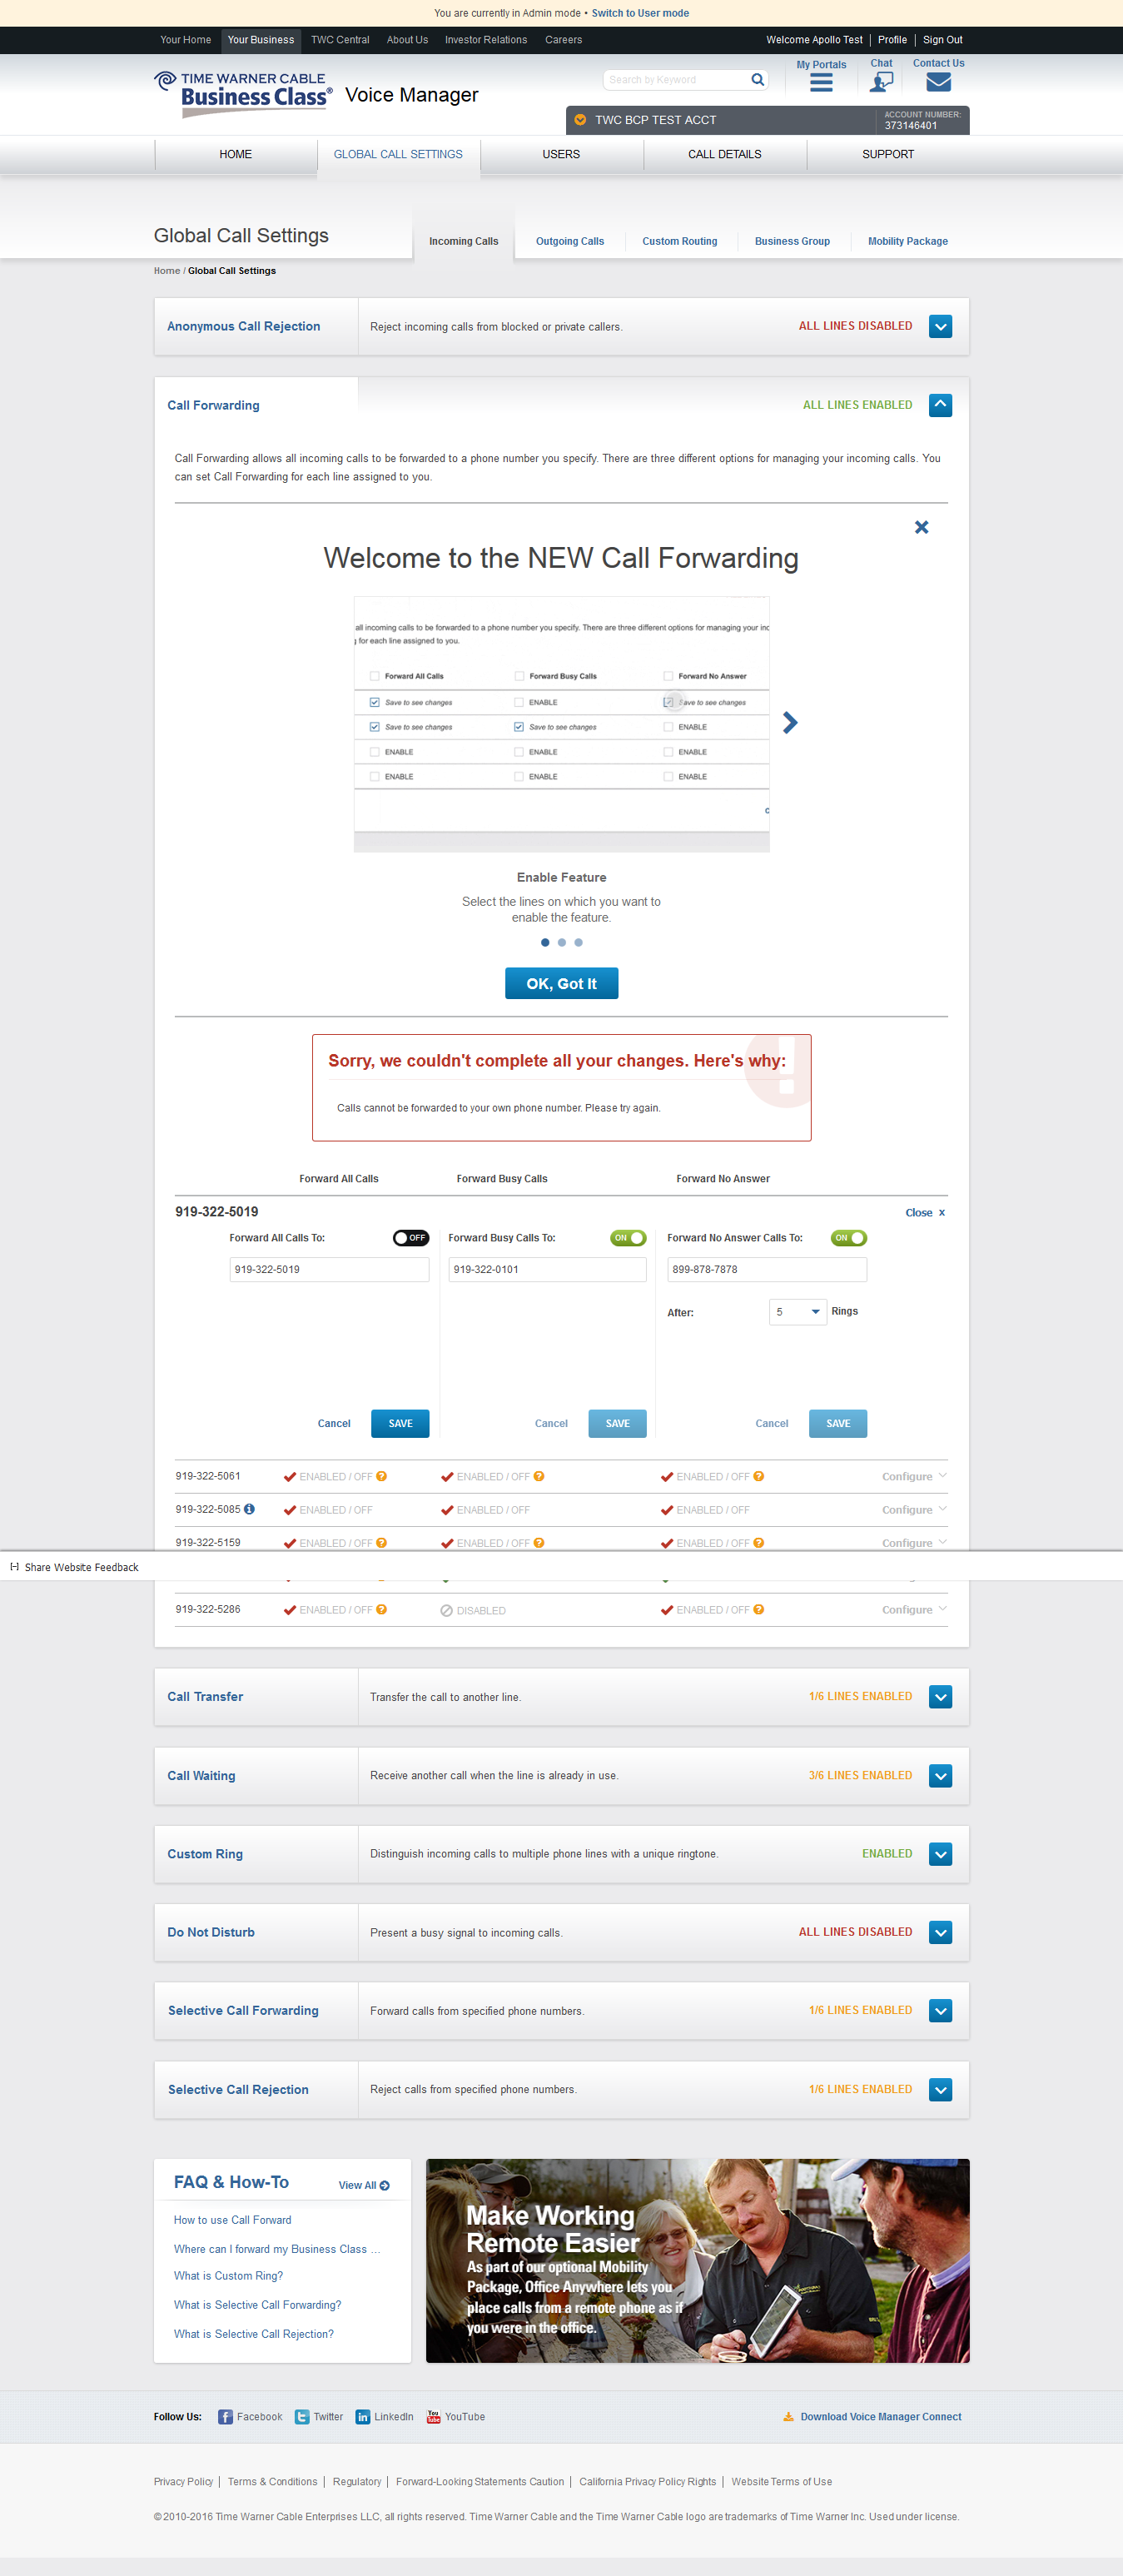 You are currently in Admin mode • Switch to User mode
Your Home Your Business TWC Central About Us Investor Relations Careers Welcome Apollo Test Profile Sign Out
TIME WARNER CABLE
Business Class®
Voice Manager
Search by Keyword
My Portals Chat Contact Us
TWC BCP TEST ACCT
ACCOUNT NUMBER:
373146401
HOME GLOBAL CALL SETTINGS USERS CALL DETAILS SUPPORT
Global Call Settings
Incoming Calls Outgoing Calls Custom Routing Business Group Mobility Package
Home / Global Call Settings
Anonymous Call Rejection Reject incoming calls from blocked or private callers. ALL LINES DISABLED
Call Forwarding ALL LINES ENABLED
Call Forwarding allows all incoming calls to be forwarded to a phone number you specify. There are three different options for managing your incoming calls. You
can set Call Forwarding for each line assigned to you.
Welcome to the NEW Call Forwarding
all incoming calls to be forwarded to a phone number you specify. There are three different options for managing your inc
for each line assigned to you.
Forward All Calls Forward Busy Calls Forward No Answer
Save to see changes ENABLE Save to see changes
Save to see changes Save to see changes ENABLE
ENABLE ENABLE ENABLE
ENABLE ENABLE ENABLE
Enable Feature
Select the lines on which you want to
enable the feature.
OK, Got It
Sorry, we couldn't complete all your changes. Here's why:
Calls cannot be forwarded to your own phone number. Please try again.
Forward All Calls Forward Busy Calls Forward No Answer
919-322-5019 Close x
Forward All Calls To: OFF Forward Busy Calls To: ON Forward No Answer Calls To: ON
919-322-5019 919-322-0101 899-878-7878
After: 5 Rings
Cancel SAVE Cancel SAVE Cancel SAVE
919-322-5061 ENABLED / OFF ? ENABLED / OFF ? ENABLED / OFF ? Configure
919-322-5085 ENABLED / OFF ENABLED / OFF ENABLED / OFF Configure
919-322-5159 ENABLED / OFF ? ENABLED / OFF ? ENABLED / OFF ? Configure
[+] Share Website Feedback
919-322-5286 ENABLED / OFF ? DISABLED ENABLED / OFF ? Configure
Call Transfer Transfer the call to another line. 1/6 LINES ENABLED
Call Waiting Receive another call when the line is already in use. 3/6 LINES ENABLED
Custom Ring Distinguish incoming calls to multiple phone lines with a unique ringtone. ENABLED
Do Not Disturb Present a busy signal to incoming calls. ALL LINES DISABLED
Selective Call Forwarding Forward calls from specified phone numbers. 1/6 LINES ENABLED
Selective Call Rejection Reject calls from specified phone numbers. 1/6 LINES ENABLED
FAQ & How-To View All
How to use Call Forward
Where can I forward my Business Class ...
What is Custom Ring?
What is Selective Call Forwarding?
What is Selective Call Rejection?
Make Working
Remote Easier
As part of our optional Mobility
Package, Office Anywhere lets you
place calls from a remote phone as if
you were in the office.
Follow Us: Facebook Twitter LinkedIn YouTube Download Voice Manager Connect
Privacy Policy Terms & Conditions Regulatory Forward-Looking Statements Caution California Privacy Policy Rights Website Terms of Use
© 2010-2016 Time Warner Cable Enterprises LLC, all rights reserved. Time Warner Cable and the Time Warner Cable logo are trademarks of Time Warner Inc. Used under license.